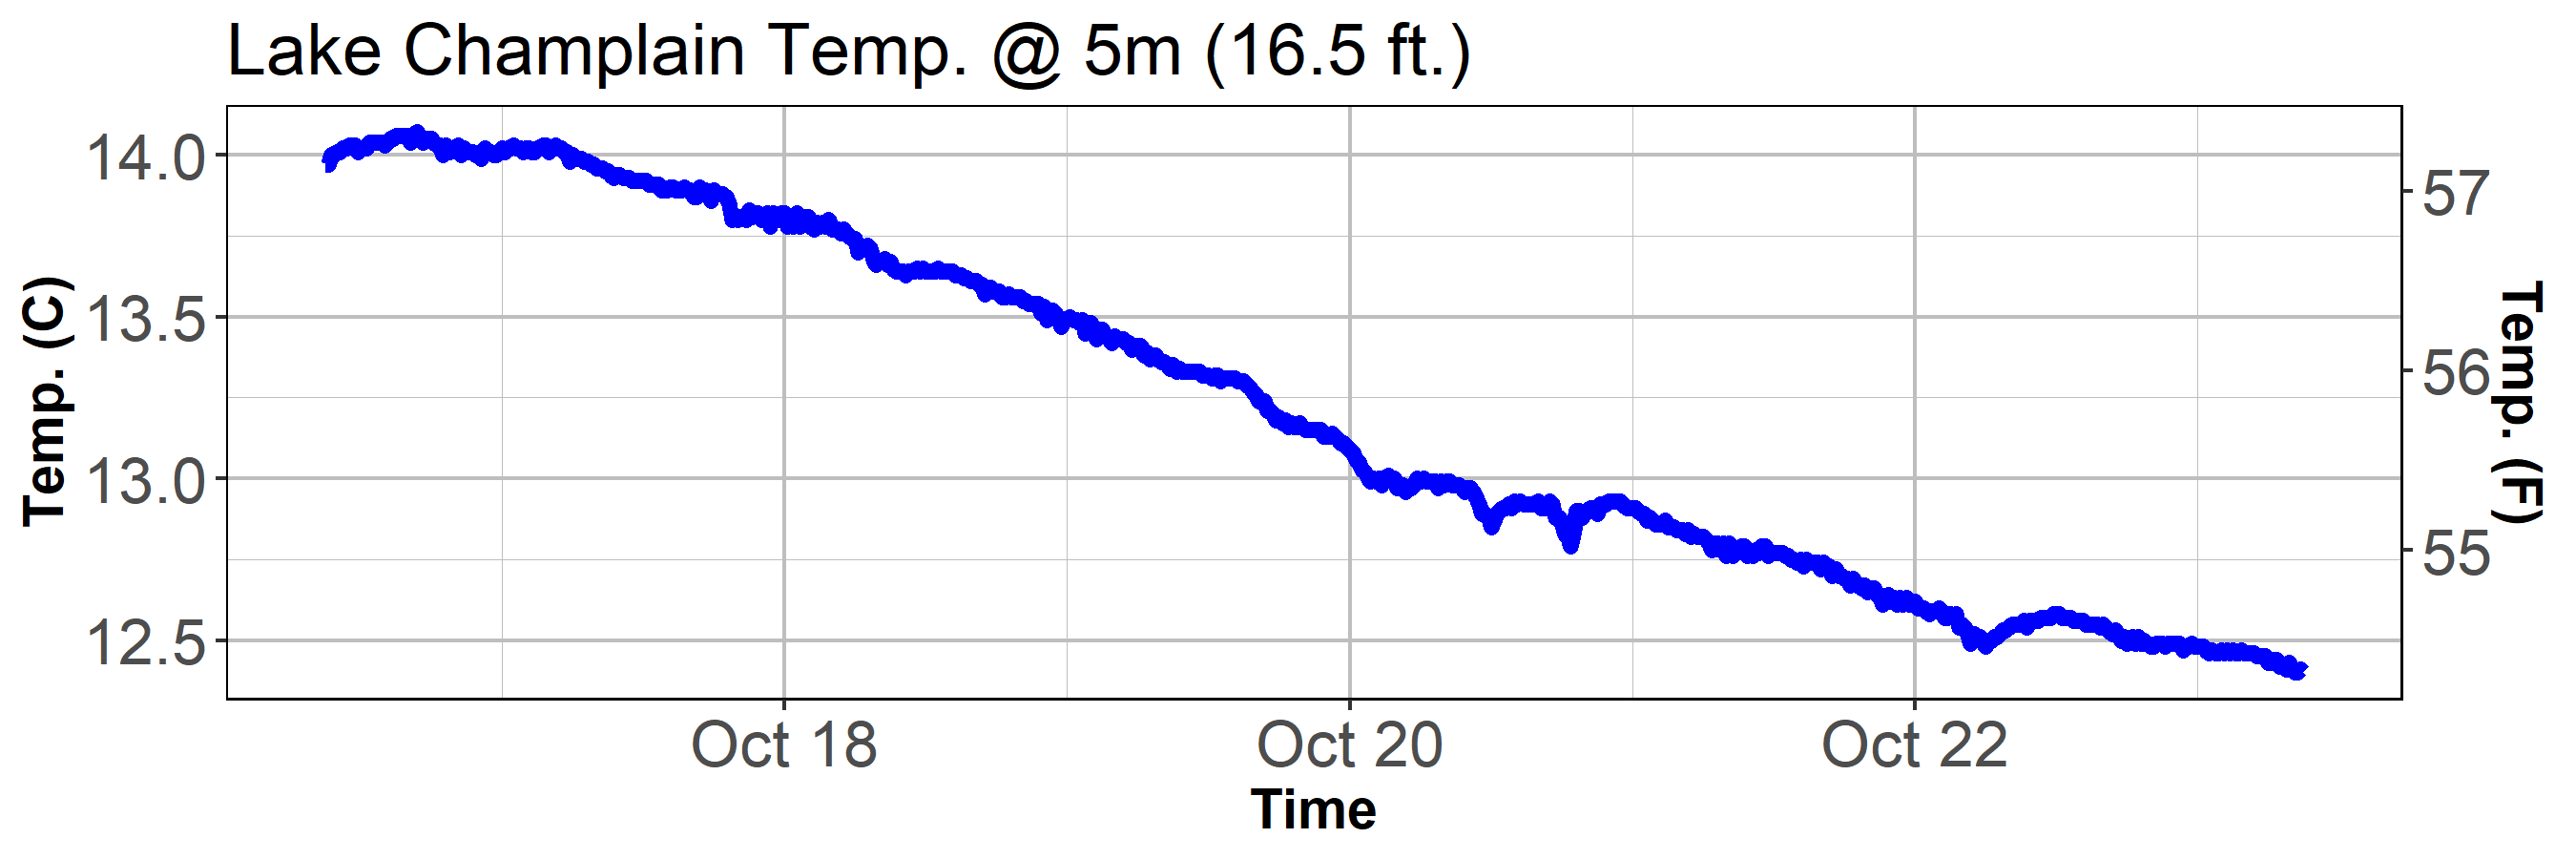 Lake Champlain Temp. @ 5m (16.5 ft.)
Temp. (C)
14.0
13.5
13.0
12.5
57
56
55
Temp. (F)
Oct 18 Oct 20 Oct 22
Time